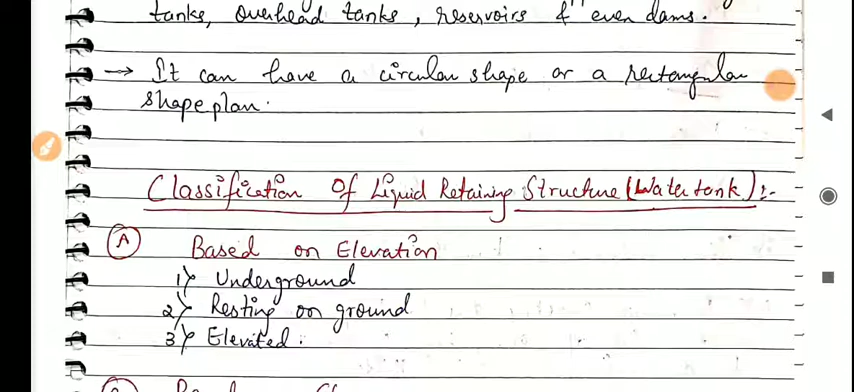 tanks, overhead tanks, reservoirs & even dams.
→ It can have a circular shape or a rectangular
shape plan.
Classification Of Liquid Retaining Structure (Water tank) :-
(A) Based on Elevation
1) Underground
2) Resting on ground
3) Elevated.